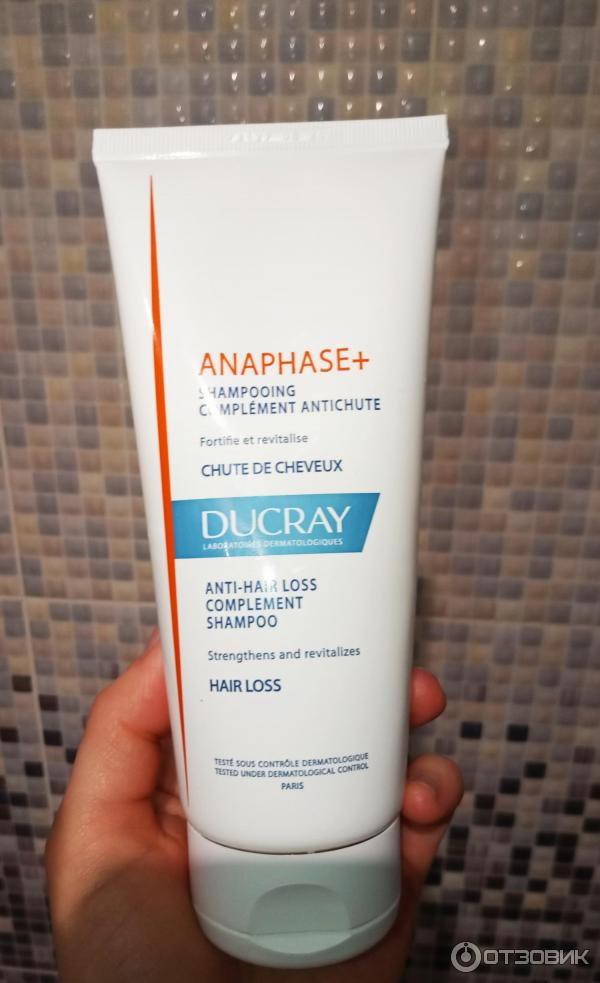 ANAPHASE+
SHAMPOOING
COMPLÉMENT ANTICHUTE
Fortifie et revitalise
CHUTE DE CHEVEUX
DUCRAY
LABORATOIRES DERMATOLOGIQUES
ANTI-HAIR LOSS
COMPLEMENT
SHAMPOO
Strengthens and revitalizes
HAIR LOSS
TESTÉ SOUS CONTRÔLE DERMATOLOGIQUE
TESTED UNDER DERMATOLOGICAL CONTROL
PARIS
ОТЗОВИК